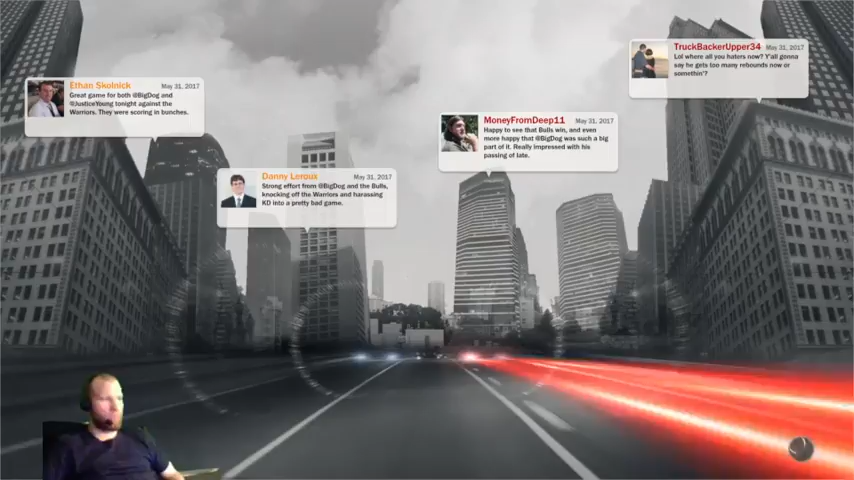 Ethan Skolnick May 31, 2017
Great game for both @BigDog and
@JusticeYoung tonight against the
Warriors. They were scoring in bunches.
Danny Leroux May 31, 2017
Strong effort from @BigDog and the Bulls,
knocking off the Warriors and harassing
KD into a pretty bad game.
MoneyFromDeep11 May 31, 2017
Happy to see that Bulls win, and even
more happy that @BigDog was such a big
part of it. Really impressed with his
passing of late.
TruckBackerUpper34 May 31, 2017
Lol where all you haters now? Y'all gonna
say he gets too many rebounds now or
somethin'?